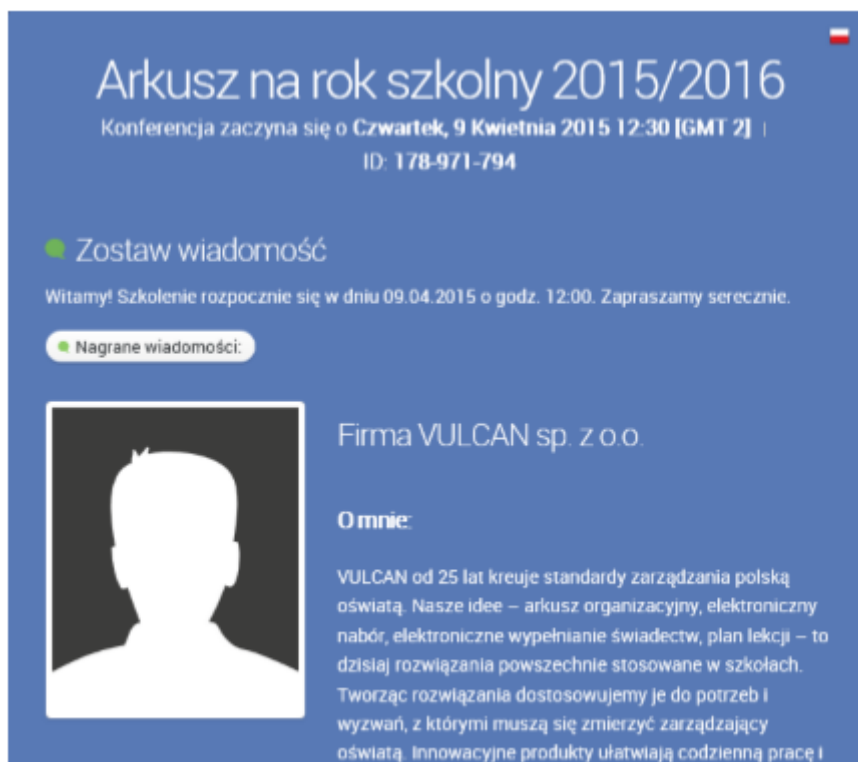 Arkusz na rok szkolny 2015/2016
Konferencja zaczyna się o Czwartek, 9 Kwietnia 2015 12:30 [GMT 2] |
ID: 178-971-794
Zostaw wiadomość
Witamy! Szkolenie rozpocznie się w dniu 09.04.2015 o godz. 12:00. Zapraszamy serecznie.
Nagrane wiadomości:
Firma VULCAN sp. z o.o.
O mnie:
VULCAN od 25 lat kreuje standardy zarządzania polską
oświatą. Nasze idee – arkusz organizacyjny, elektroniczny
nabór, elektroniczne wypełnianie świadectw, plan lekcji – to
dzisiaj rozwiązania powszechnie stosowane w szkołach.
Tworząc rozwiązania dostosowujemy je do potrzeb i
wyzwań, z którymi muszą się zmierzyć zarządzający
oświatą. Innowacyjne produkty ułatwiają codzienną pracę i